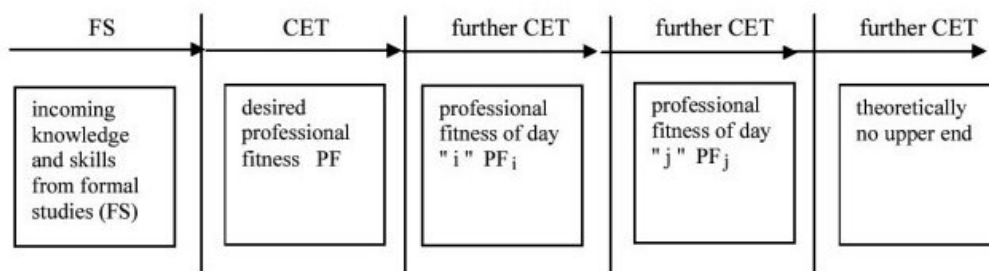 FS
CET
further CET
further CET
further CET
incoming
knowledge
and skills
from formal
studies (FS)
desired
professional
fitness PF
professional
fitness of day
" i " PFi
professional
fitness of day
" j " PFj
theoretically
no upper end